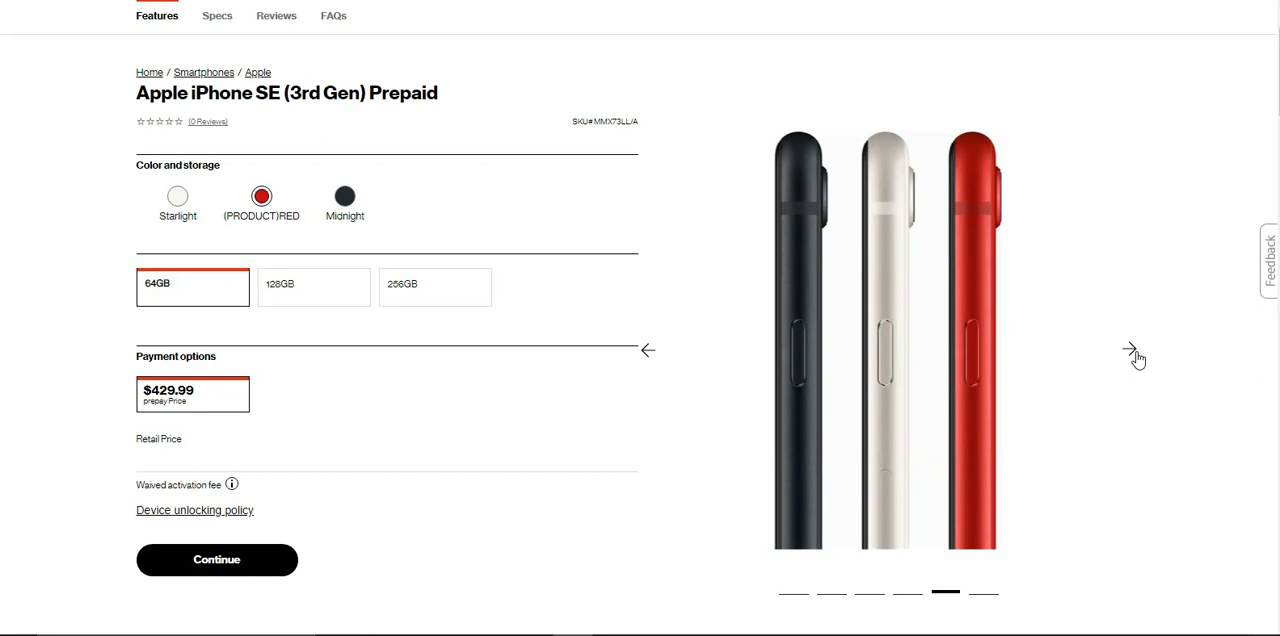 Features Specs Reviews FAQs
Home / Smartphones / Apple
Apple iPhone SE (3rd Gen) Prepaid
(0 Reviews) SKU# MMX73LL/A
Color and storage
Starlight (PRODUCT)RED Midnight
64GB 128GB 256GB
Payment options
$429.99
prepay Price
Retail Price
Waived activation fee
Device unlocking policy
Continue
Feedback